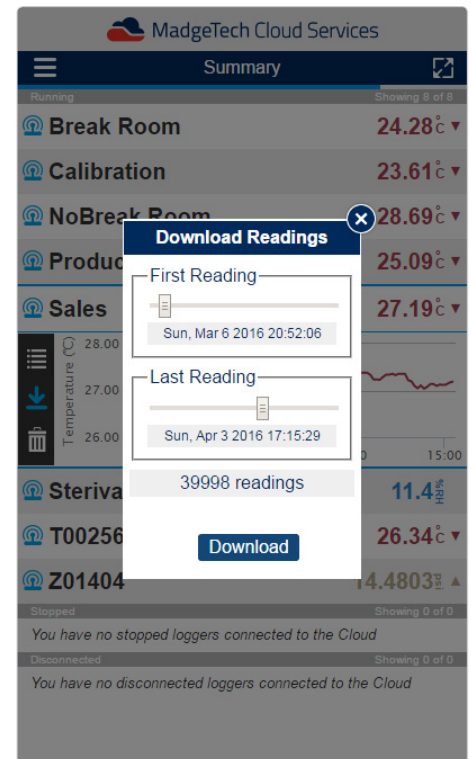 MadgeTech Cloud Services
Summary
Running Showing 8 of 8
Break Room 24.28°C ▼
Calibration 23.61°C ▼
NoBreak Room 28.69°C ▼
Download Readings
Produc 25.09°C ▼
First Reading
Sales 27.19°C ▼
Sun, Mar 6 2016 20:52:06
Temperature (C)
28.00
27.00
26.00
Last Reading
Sun, Apr 3 2016 17:15:29
0 15:00
39998 readings
Steriva 11.4%RH
T00256 26.34°C ▼
Download
Z01404 14.4803 ▲
Stopped Showing 0 of 0
You have no stopped loggers connected to the Cloud
Disconnected Showing 0 of 0
You have no disconnected loggers connected to the Cloud